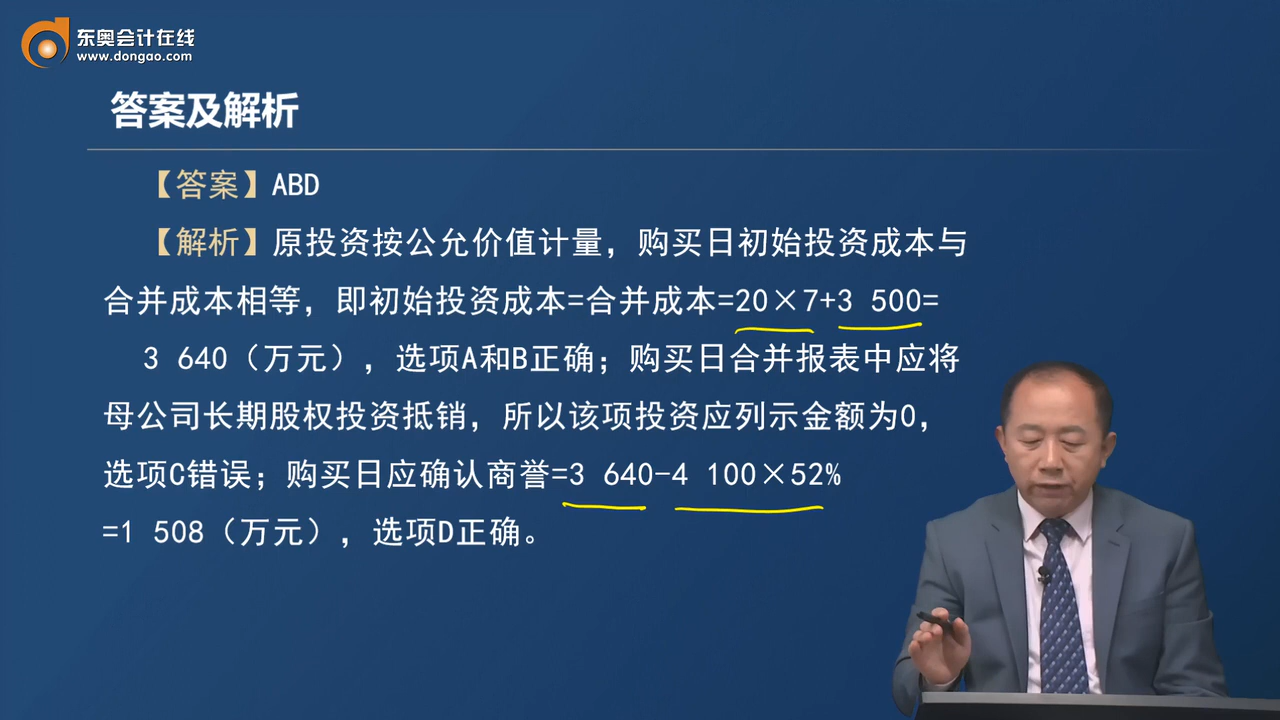 东奥会计在线
www.dongao.com
答案及解析
【答案】ABD
【解析】原投资按公允价值计量，购买日初始投资成本与
合并成本相等，即初始投资成本=合并成本=20×7+3 500=
3 640（万元），选项A和B正确；购买日合并报表中应将
母公司长期股权投资抵销，所以该项投资应列示金额为0，
选项C错误；购买日应确认商誉=3 640-4 100×52%
=1 508（万元），选项D正确。